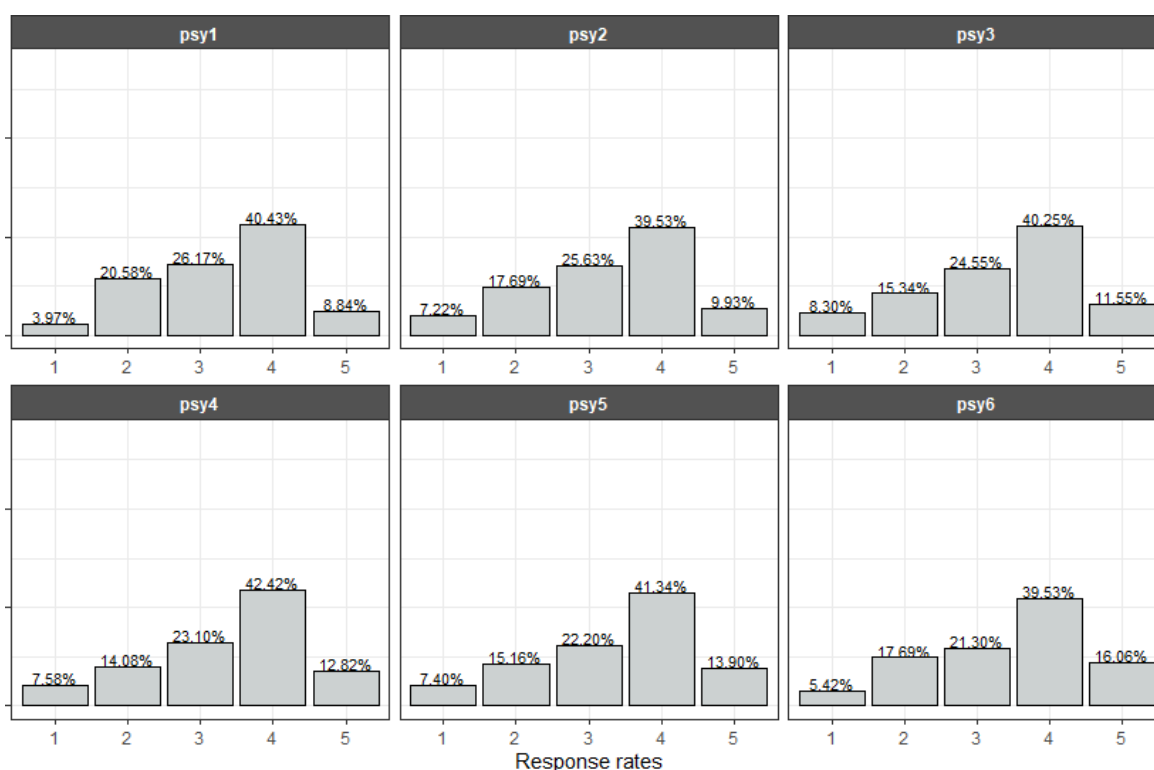 psy1 psy2 psy3
40.43% 39.53% 40.25%
20.58% 26.17% 17.69% 25.63% 15.34% 24.55%
3.97% 8.84% 7.22% 9.93% 8.30% 11.55%
1 2 3 4 5 1 2 3 4 5 1 2 3 4 5
psy4 psy5 psy6
42.42% 41.34% 39.53%
14.08% 23.10% 15.16% 22.20% 17.69% 21.30%
7.58% 12.82% 7.40% 13.90% 5.42% 16.06%
1 2 3 4 5 1 2 3 4 5 1 2 3 4 5
Response rates